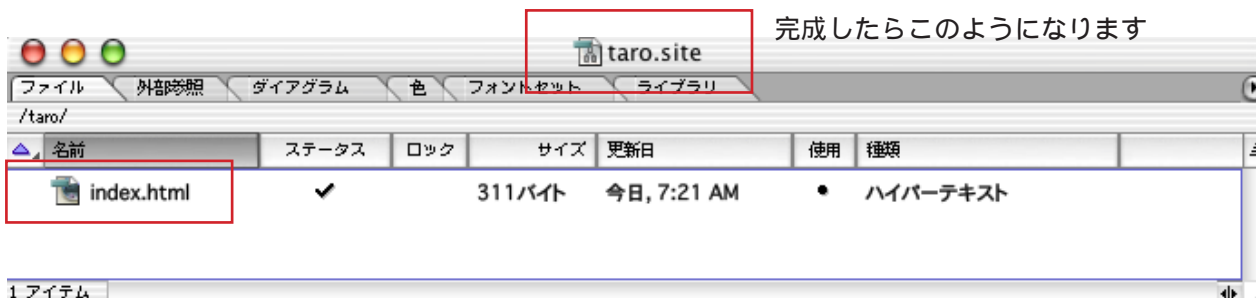 完成したらこのようになります
taro.site
ファイル 外部参照 ダイアグラム 色 フォントセット ライブラリ
/taro/
名前 ステータス ロック サイズ 更新日 使用 種類
index.html ✔ 311バイト 今日, 7:21 AM • ハイパーテキスト
1 アイテム